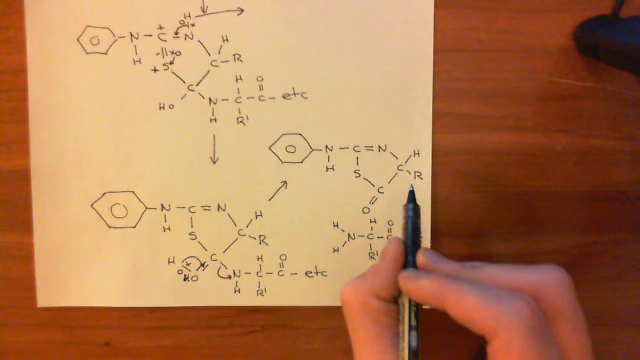 H
N — C = N
H
S
C
H
R
C
HO
N — C — C — etc
H
H
O
R'
N — C = N
H
S
C
H
R
C
O
N — C = N
H
S
C
H
R
C
H HO
N — C — C — etc
H
H
O
R'
H
H
N — C — C
H
O
R'